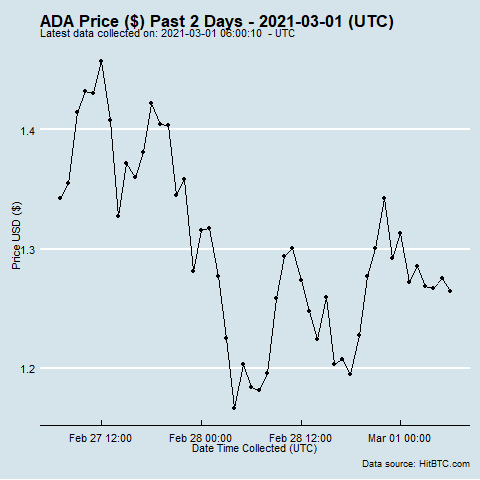 ADA Price ($) Past 2 Days - 2021-03-01 (UTC)
Latest data collected on: 2021-03-01 06:00:10 - UTC
1.4
1.3
1.2
Price USD ($)
Feb 27 12:00 Feb 28 00:00 Feb 28 12:00 Mar 01 00:00
Date Time Collected (UTC)
Data source: HitBTC.com